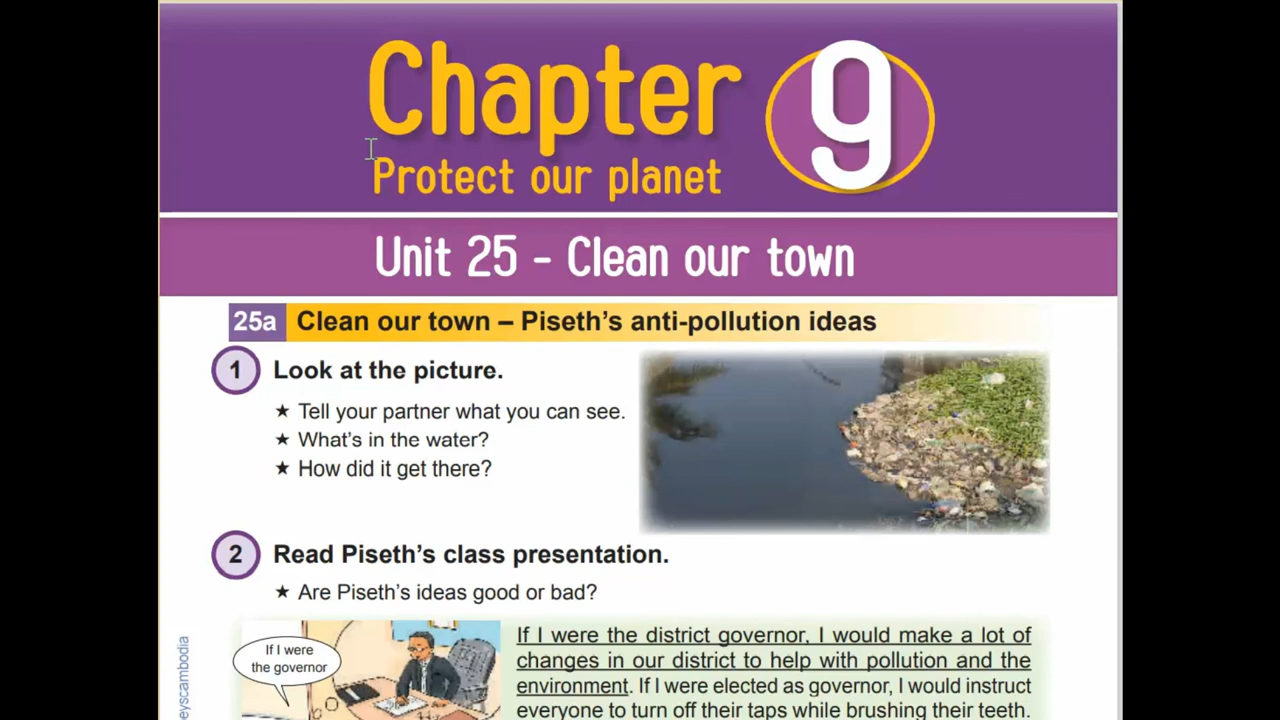 Chapter 9
Protect our planet
Unit 25 - Clean our town
25a Clean our town – Piseth's anti-pollution ideas
1 Look at the picture.
★ Tell your partner what you can see.
★ What's in the water?
★ How did it get there?
2 Read Piseth's class presentation.
★ Are Piseth's ideas good or bad?
If I were
the governor
If I were the district governor, I would make a lot of
changes in our district to help with pollution and the
environment. If I were elected as governor, I would instruct
everyone to turn off their taps while brushing their teeth.
eyscambodia